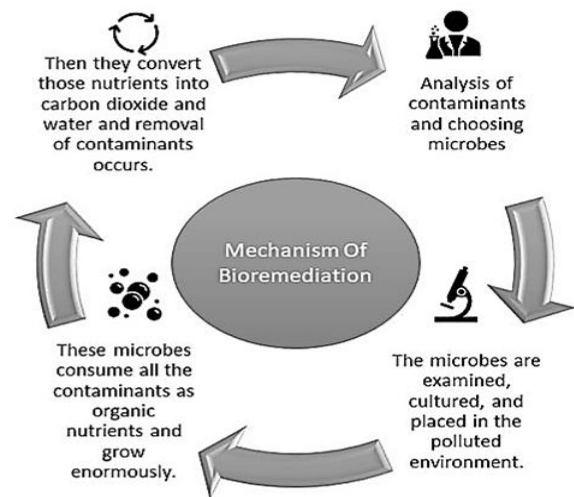 Then they convert
those nutrients into
carbon dioxide and
water and removal
of contaminants
occurs.
Analysis of
contaminants
and choosing
microbes
Mechanism Of
Bioremediation
These microbes
consume all the
contaminants as
organic
nutrients and
grow
enormously.
The microbes are
examined,
cultured, and
placed in the
polluted
environment.